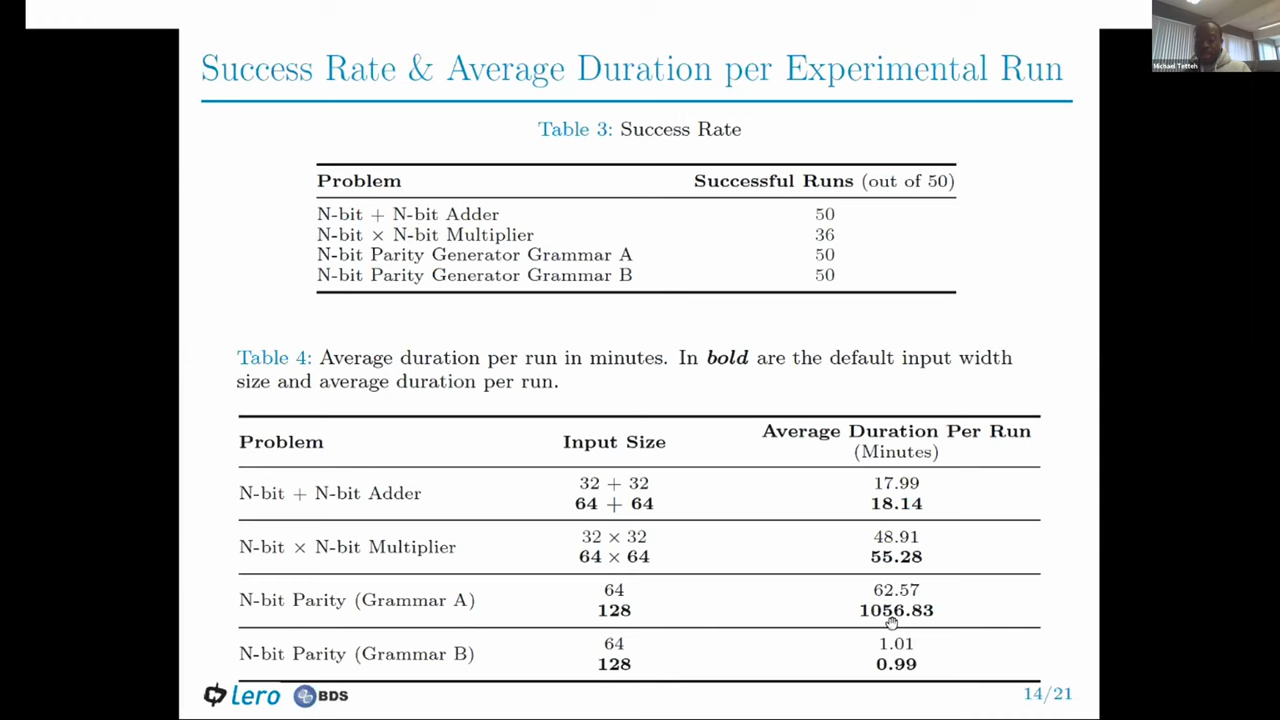 Success Rate & Average Duration per Experimental Run
Michael Tetteh
Table 3: Success Rate
Problem Successful Runs (out of 50)
N-bit + N-bit Adder 50
N-bit × N-bit Multiplier 36
N-bit Parity Generator Grammar A 50
N-bit Parity Generator Grammar B 50
Table 4: Average duration per run in minutes. In bold are the default input width
size and average duration per run.
Problem Input Size Average Duration Per Run
(Minutes)
N-bit + N-bit Adder
32 + 32 17.99
64 + 64 18.14
N-bit × N-bit Multiplier
32 × 32 48.91
64 × 64 55.28
N-bit Parity (Grammar A)
64 62.57
128 1056.83
N-bit Parity (Grammar B)
64 1.01
128 0.99
Lero BDS 14/21